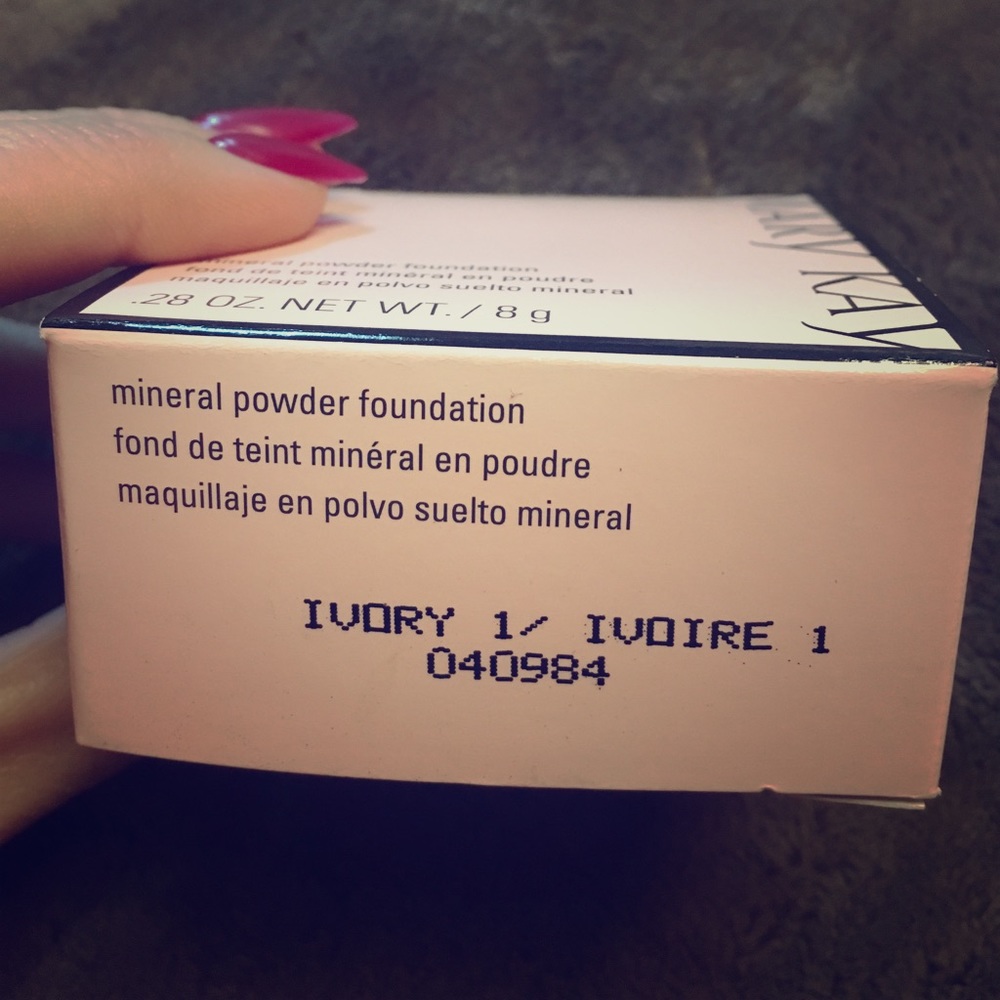 MARY KAY
mineral powder foundation
fond de teint minéral en poudre
maquillaje en polvo suelto mineral
.28 OZ. NET WT. / 8 g
mineral powder foundation
fond de teint minéral en poudre
maquillaje en polvo suelto mineral
IVORY 1/ IVOIRE 1
040984